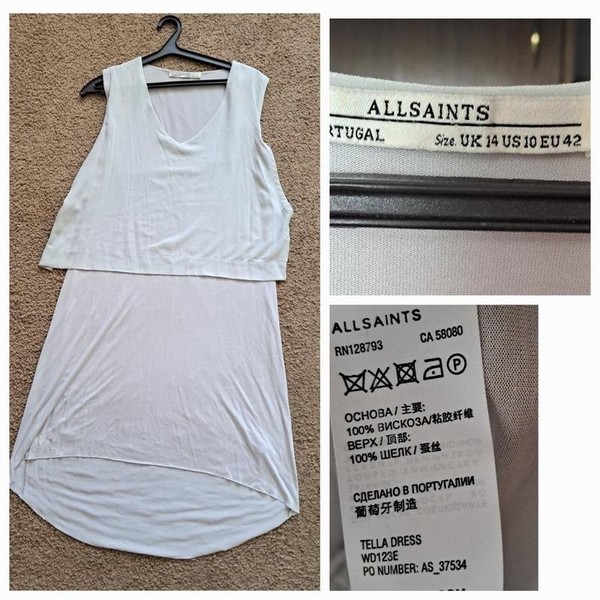 ALLSAINTS
RTUGAL Size. UK 14 US 10 EU 42
ALLSAINTS
RN128793 CA 58080
P
ОСНОВА / 主要:
100% ВИСКОЗА/粘胶纤维
ВЕРХ / 顶部:
100% ШЕЛК / 蚕丝
СДЕЛАНО В ПОРТУГАЛИИ
葡萄牙制造
TELLA DRESS
WD123E
PO NUMBER: AS_37534